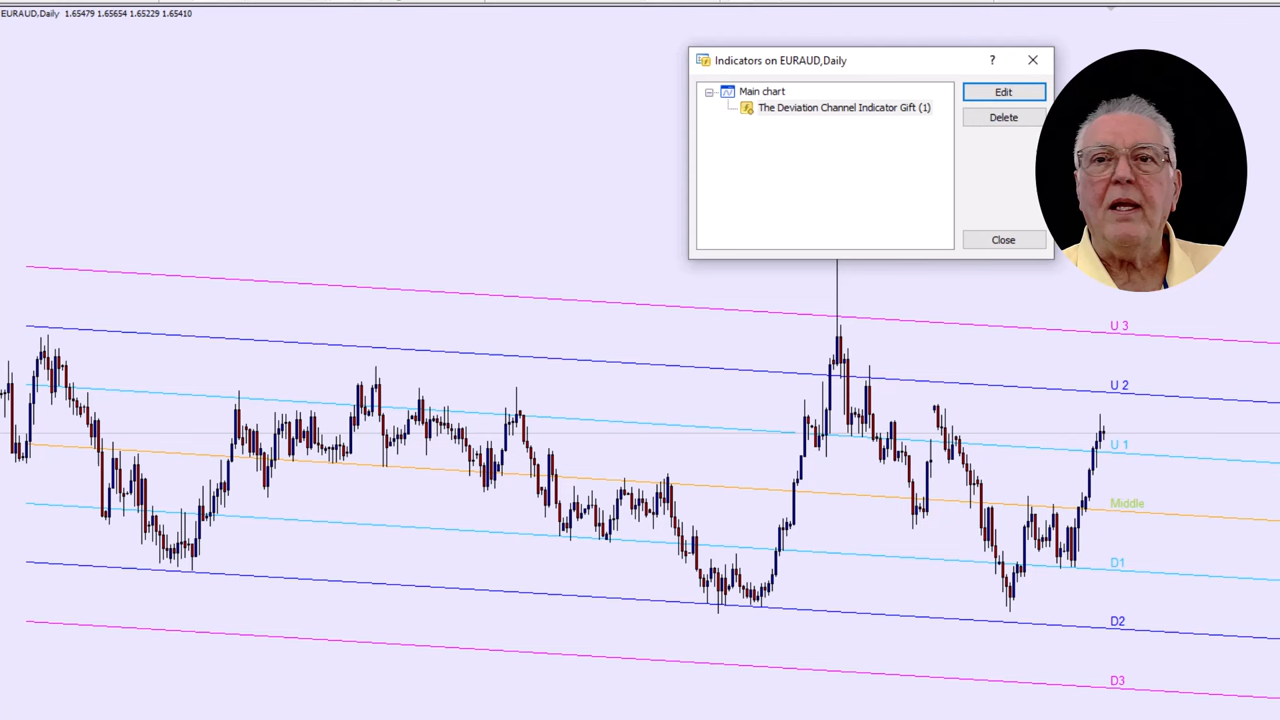 EURAUD,Daily 1.65479 1.65654 1.65229 1.65410
Indicators on EURAUD,Daily
?
Main chart
The Deviation Channel Indicator Gift (1)
Edit
Delete
Close
U 3
U 2
U 1
Middle
D1
D2
D3